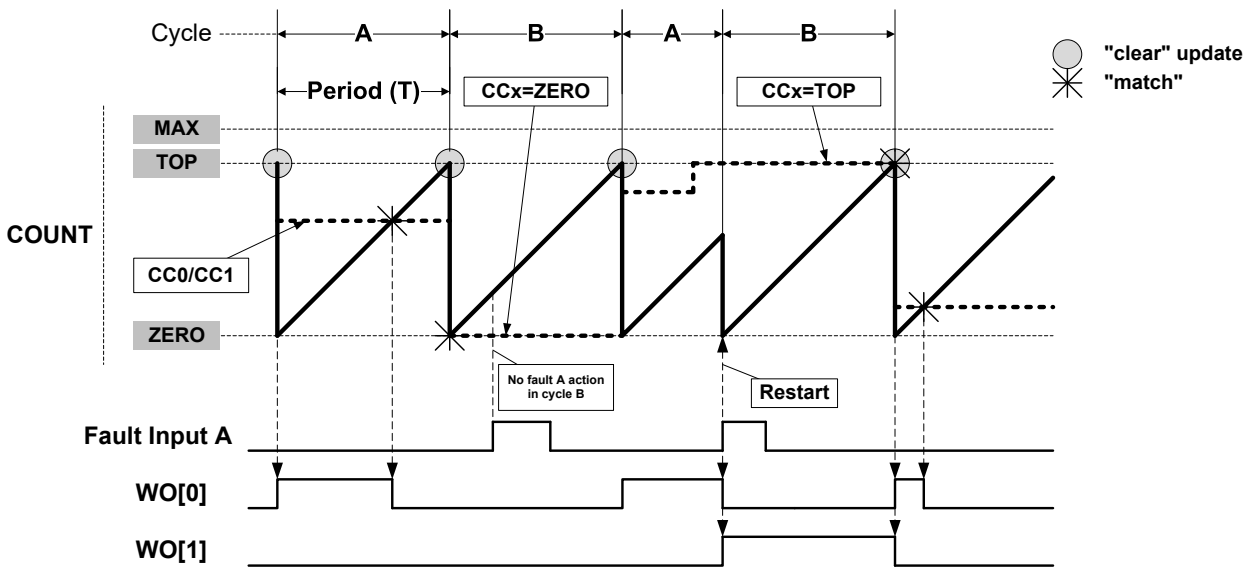 Cycle
A
B
A
B
"clear" update
"match"
Period (T)
CCx=ZERO
CCx=TOP
MAX
TOP
COUNT
CC0/CC1
ZERO
No fault A action
in cycle B
Restart
Fault Input A
WO[0]
WO[1]